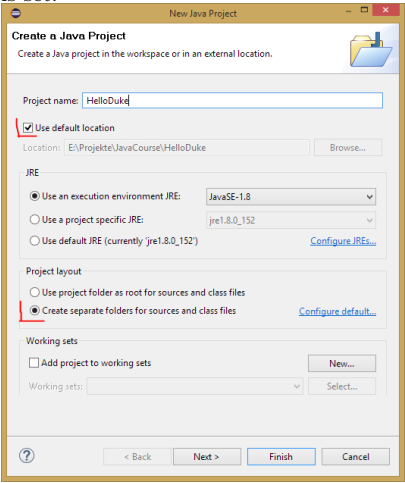 New Java Project
Create a Java Project
Create a Java project in the workspace or in an external location.
Project name: HelloDuke
Use default location
Location: E:\Projekte\JavaCourse\HelloDuke Browse...
JRE
Use an execution environment JRE: JavaSE-1.8
Use a project specific JRE: jre1.8.0_152
Use default JRE (currently 'jre1.8.0_152') Configure JREs...
Project layout
Use project folder as root for sources and class files
Create separate folders for sources and class files Configure default...
Working sets
Add project to working sets New...
Working sets: Select...
? < Back Next > Finish Cancel